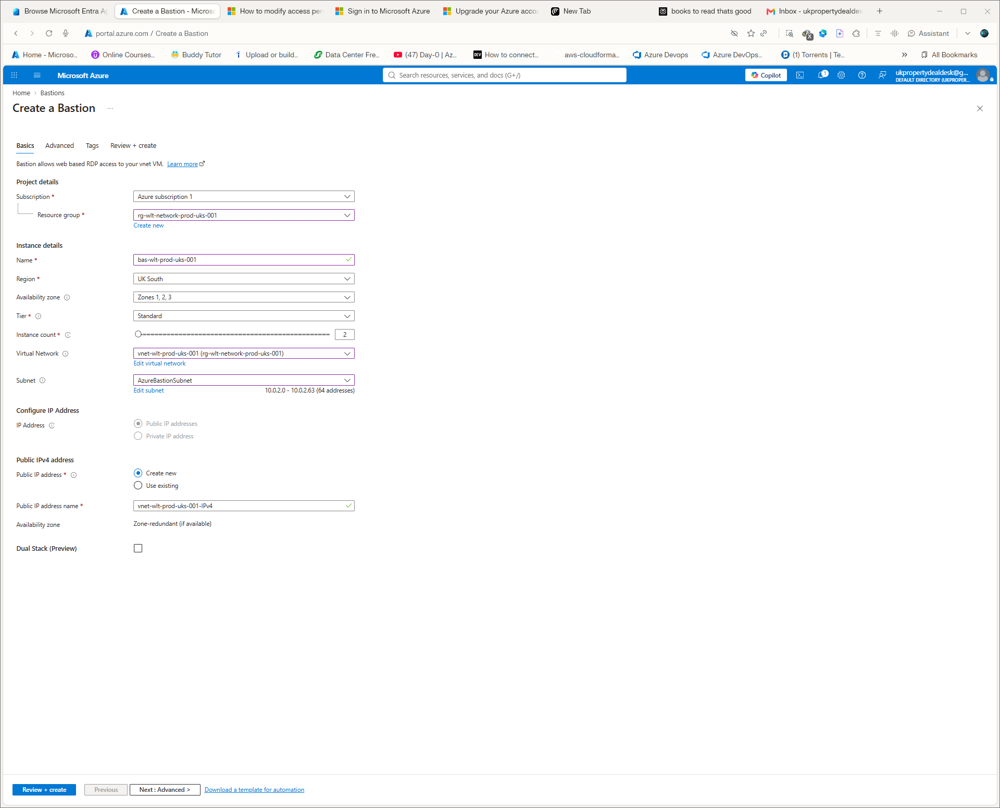 Browse Microsoft Entra Ap
Create a Bastion - Microso
How to modify access per
Sign in to Microsoft Azure
Upgrade your Azure accou
New Tab
books to read thats good
Inbox - ukpropertydealdes
portal.azure.com / Create a Bastion
Assistant
Home - Microso...
Online Courses...
Buddy Tutor
Upload or build...
Data Center Fre...
(47) Day-0 | Az...
DEV
How to connect...
aws-cloudforma...
Azure Devops
Azure DevOps...
(1) Torrents | Te...
All Bookmarks
Microsoft Azure
Search resources, services, and docs (G+/)
Copilot
1
ukpropertydealdesk@g...
DEFAULT DIRECTORY (UKPROPER...
Home > Bastions
Create a Bastion ...
Basics Advanced Tags Review + create
Bastion allows web based RDP access to your vnet VM. Learn more
Project details
Subscription * Azure subscription 1
Resource group * rg-wlt-network-prod-uks-001
Create new
Instance details
Name * bas-wlt-prod-uks-001
Region * UK South
Availability zone Zones 1, 2, 3
Tier * Standard
Instance count * 2
Virtual Network vnet-wlt-prod-uks-001 (rg-wlt-network-prod-uks-001)
Edit virtual network
Subnet AzureBastionSubnet
Edit subnet 10.0.2.0 - 10.0.2.63 (64 addresses)
Configure IP Address
IP Address Public IP addresses
Private IP address
Public IPv4 address
Public IP address * Create new
Use existing
Public IP address name * vnet-wlt-prod-uks-001-IPv4
Availability zone Zone-redundant (if available)
Dual Stack (Preview)
Review + create Previous Next : Advanced > Download a template for automation